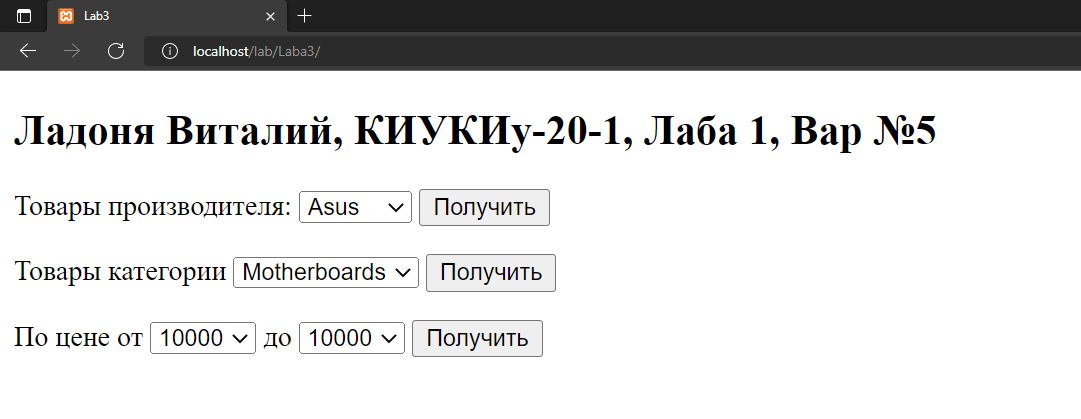 Lab3
localhost/lab/Laba3/
Ладоня Виталий, КИУКИу-20-1, Лаба 1, Вар №5
Товары производителя: Asus Получить
Товары категории Motherboards Получить
По цене от 10000 до 10000 Получить